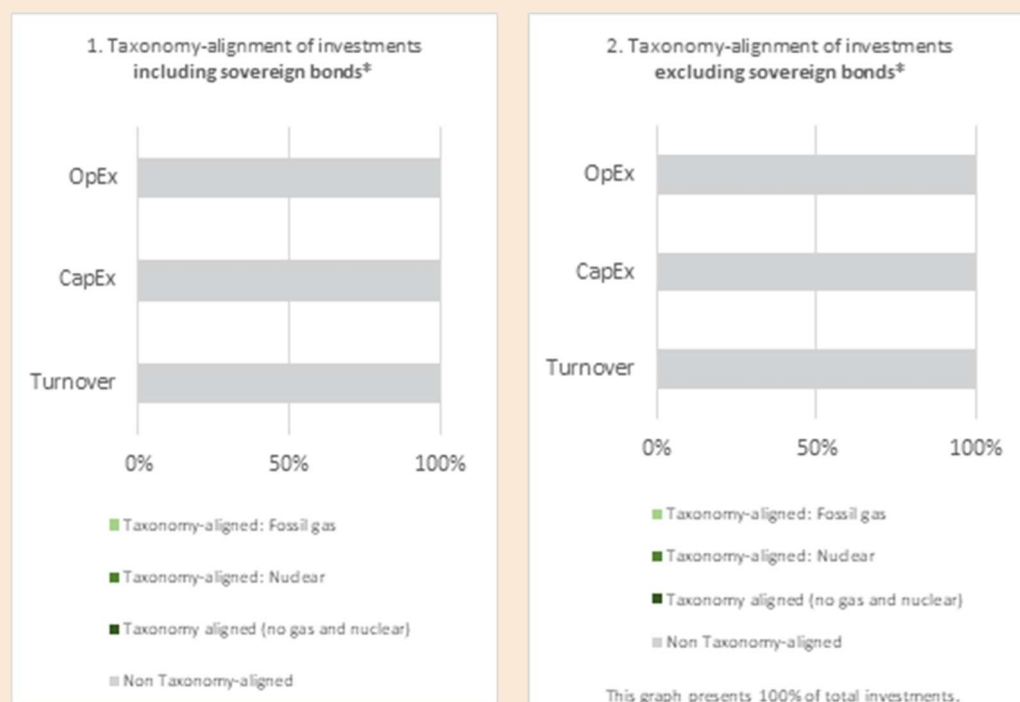 1. Taxonomy-alignment of investments
including sovereign bonds*
OpEx
CapEx
Turnover
0% 50% 100%
Taxonomy-aligned: Fossil gas
Taxonomy-aligned: Nuclear
Taxonomy aligned (no gas and nuclear)
Non Taxonomy-aligned
2. Taxonomy-alignment of investments
excluding sovereign bonds*
OpEx
CapEx
Turnover
0% 50% 100%
Taxonomy-aligned: Fossil gas
Taxonomy-aligned: Nuclear
Taxonomy aligned (no gas and nuclear)
Non Taxonomy-aligned
This graph presents 100% of total investments.